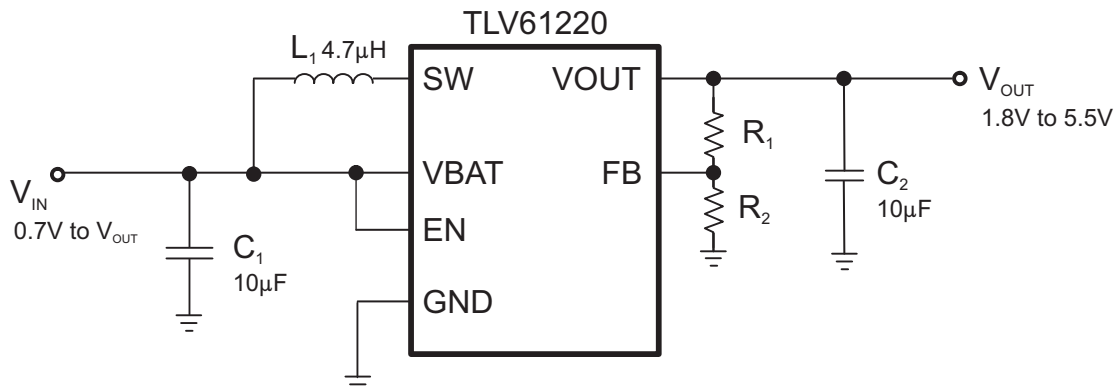 TLV61220
L1 4.7μH
SW
VOUT
VOUT
1.8V to 5.5V
R1
VIN
0.7V to VOUT
VBAT
FB
C2
10μF
R2
EN
C1
10μF
GND